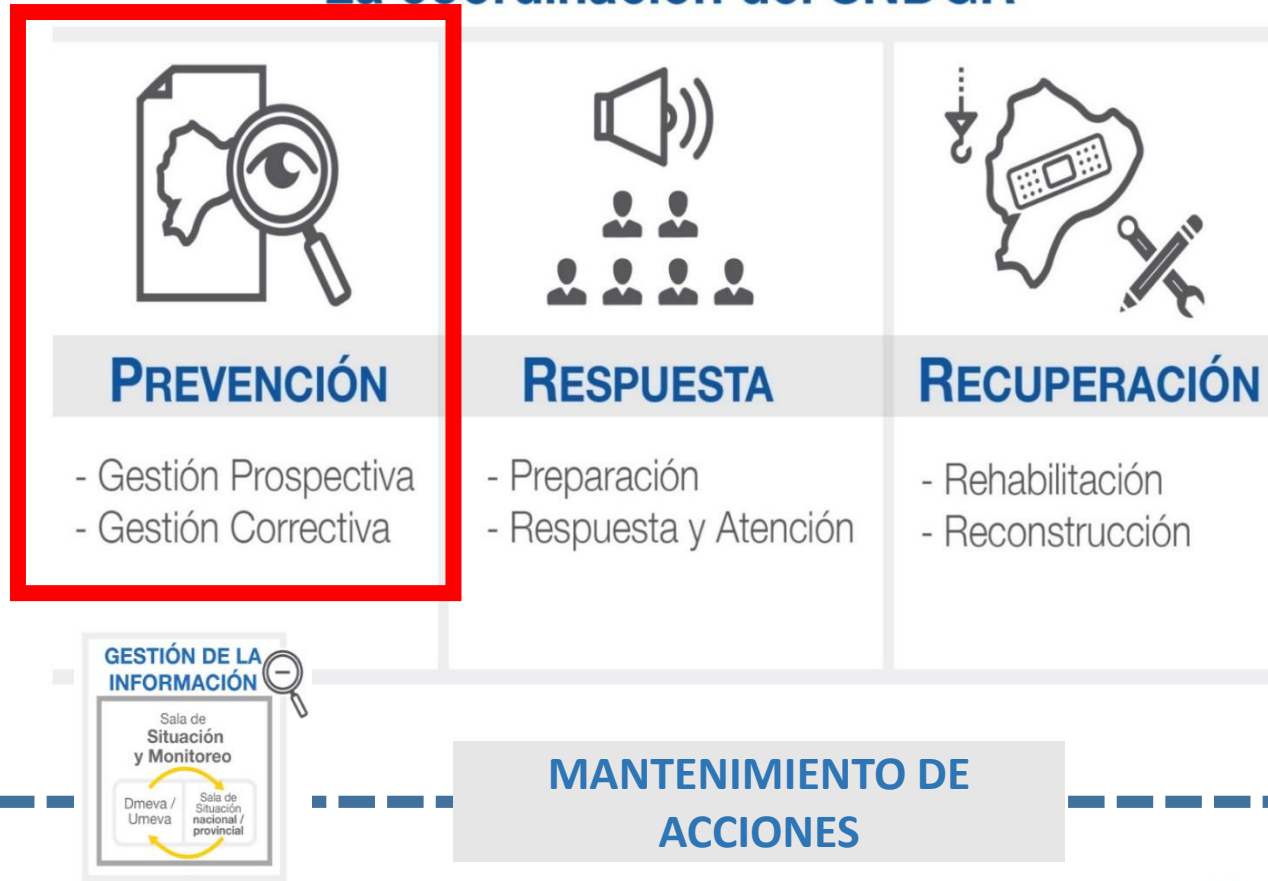 PREVENCIÓN
- Gestión Prospectiva
- Gestión Correctiva
RESPUESTA
- Preparación
- Respuesta y Atención
RECUPERACIÓN
- Rehabilitación
- Reconstrucción
GESTIÓN DE LA
INFORMACIÓN
Sala de
Situación
y Monitoreo
Dmeva /
Umeva
Sala de
Situación
nacional /
provincial
MANTENIMIENTO DE
ACCIONES